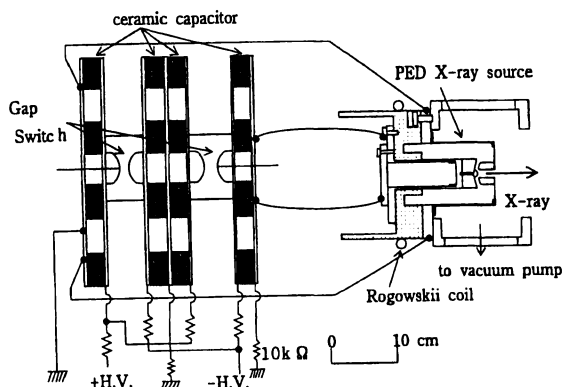 ceramic capacitor
PED X-ray source
Gap
Switch
X-ray
to vacuum pump
Rogowskii coil
10k Ω
0 10 cm
+H.V.
-H.V.